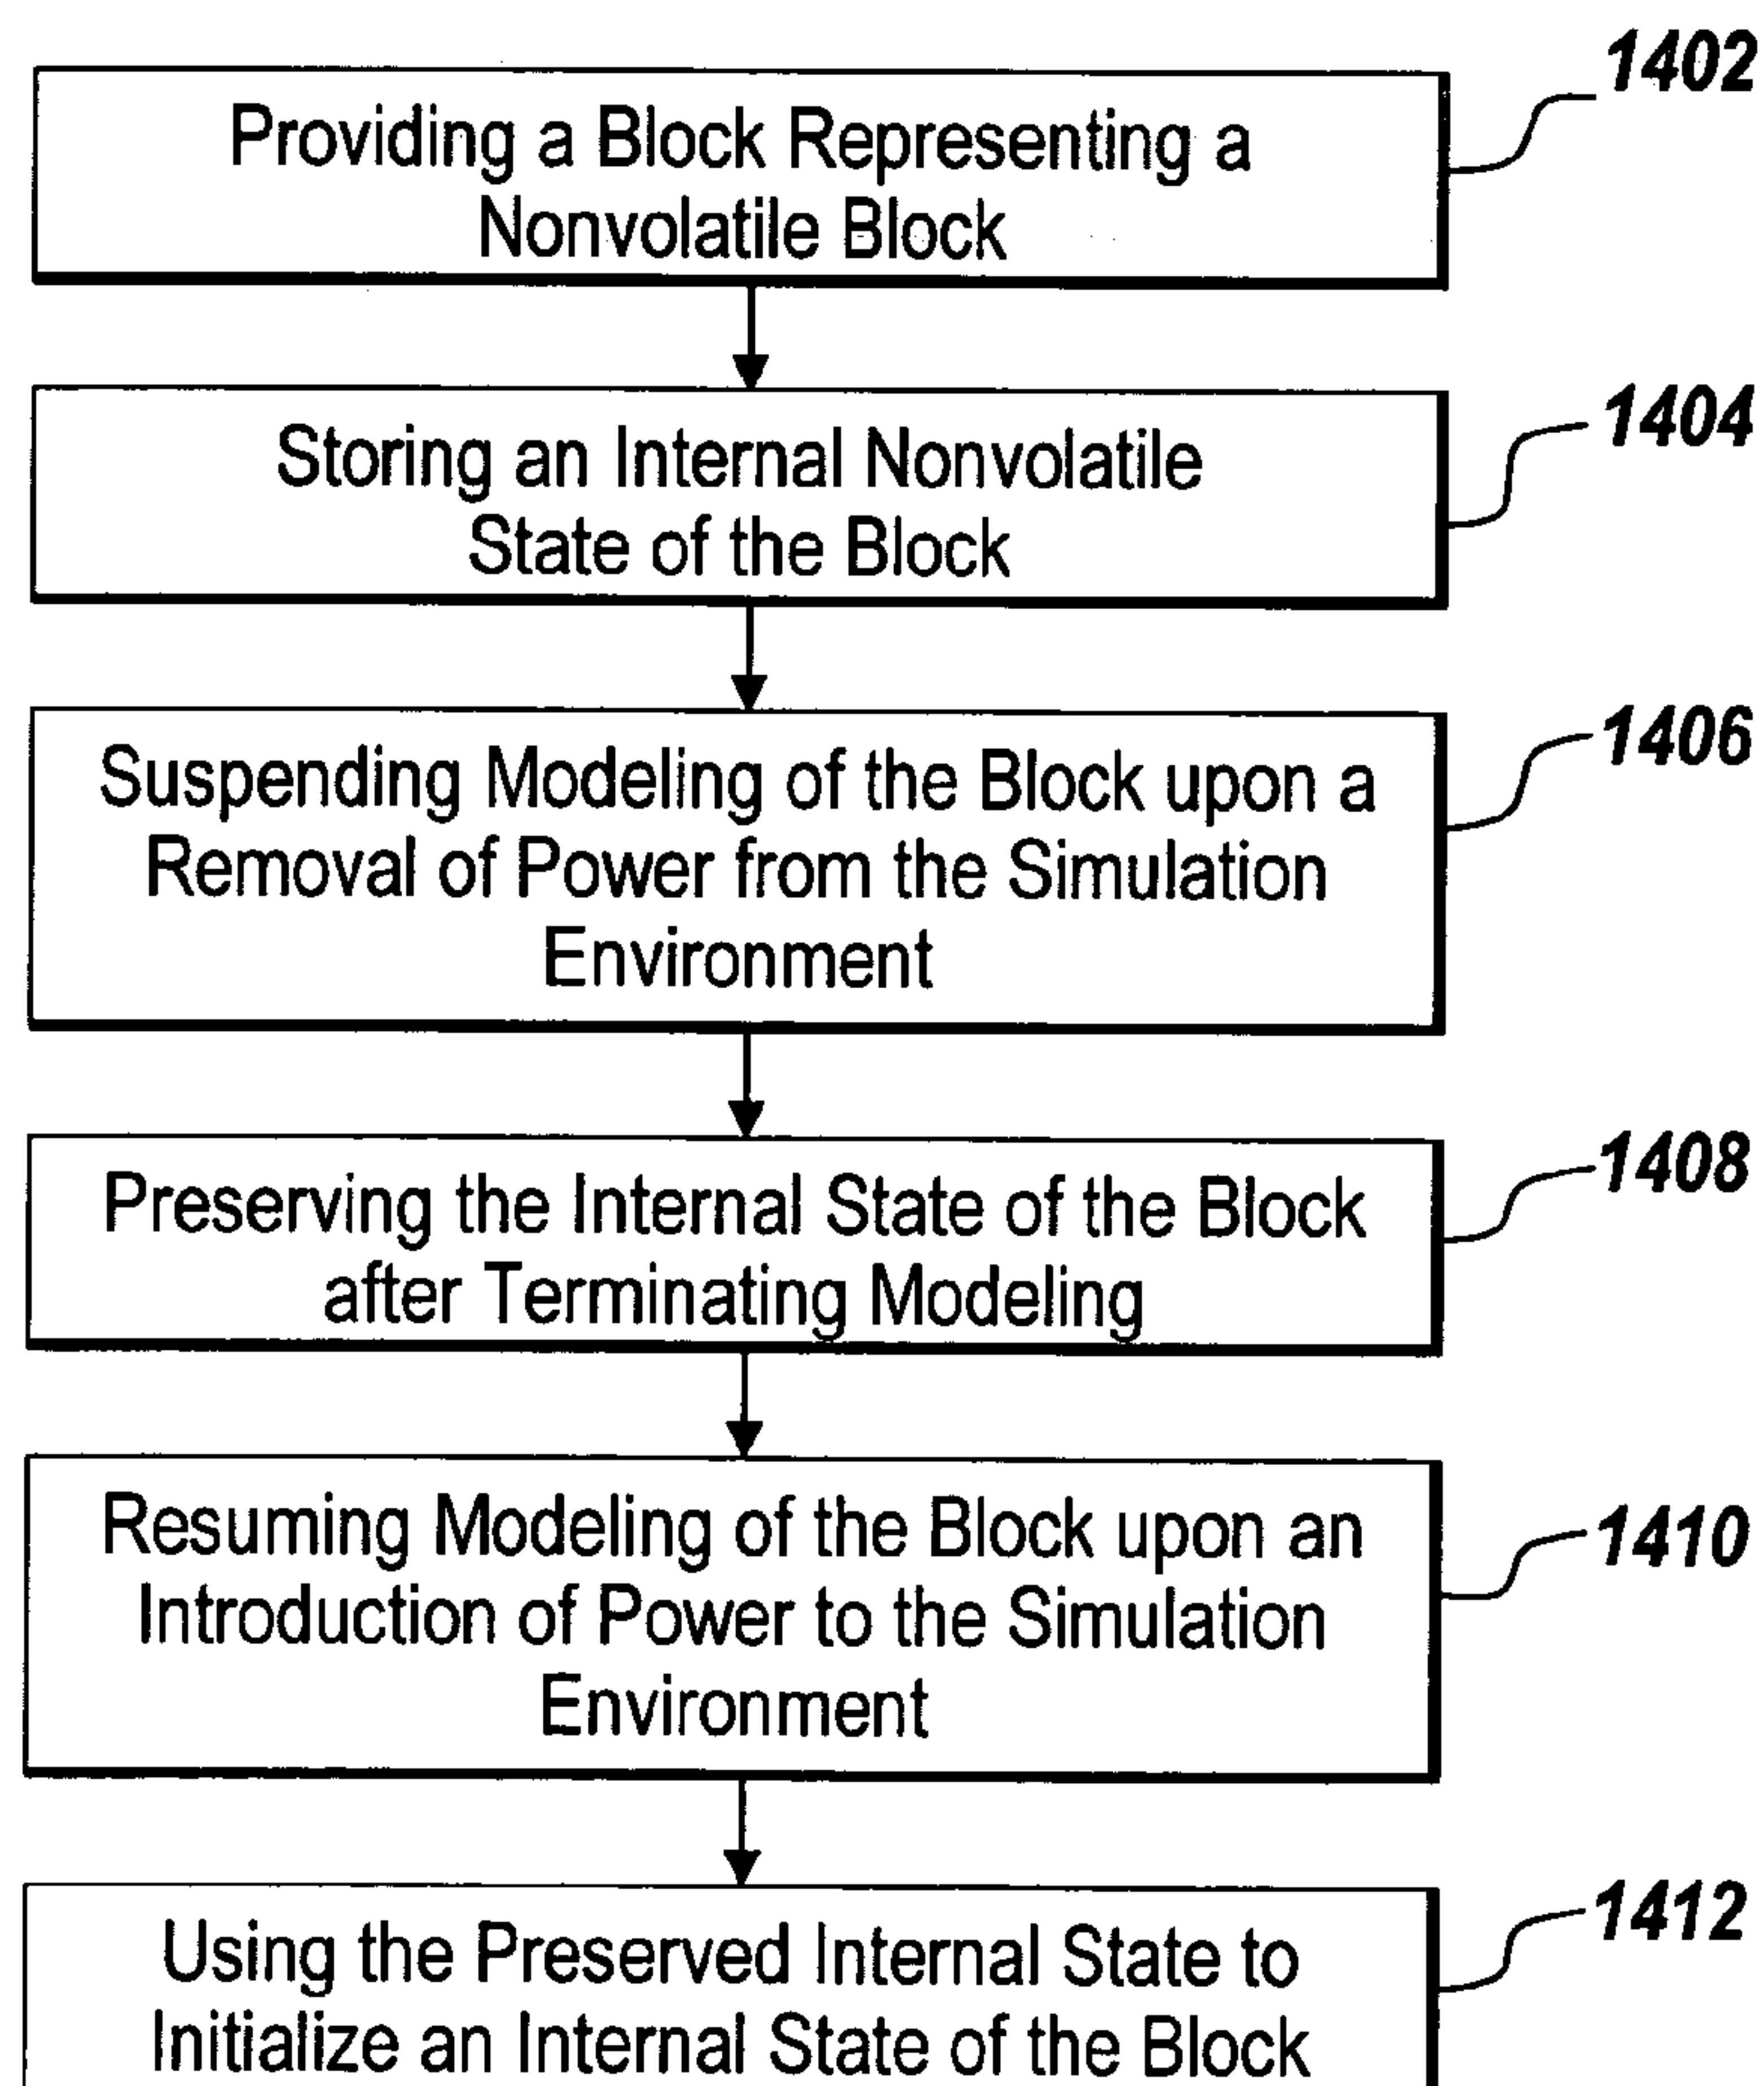 1402
Providing a Block Representing a
Nonvolatile Block
1404
Storing an Internal Nonvolatile
State of the Block
1406
Suspending Modeling of the Block upon a
Removal of Power from the Simulation
Environment
1408
Preserving the Internal State of the Block
after Terminating Modeling
1410
Resuming Modeling of the Block upon an
Introduction of Power to the Simulation
Environment
1412
Using the Preserved Internal State to
Initialize an Internal State of the Block